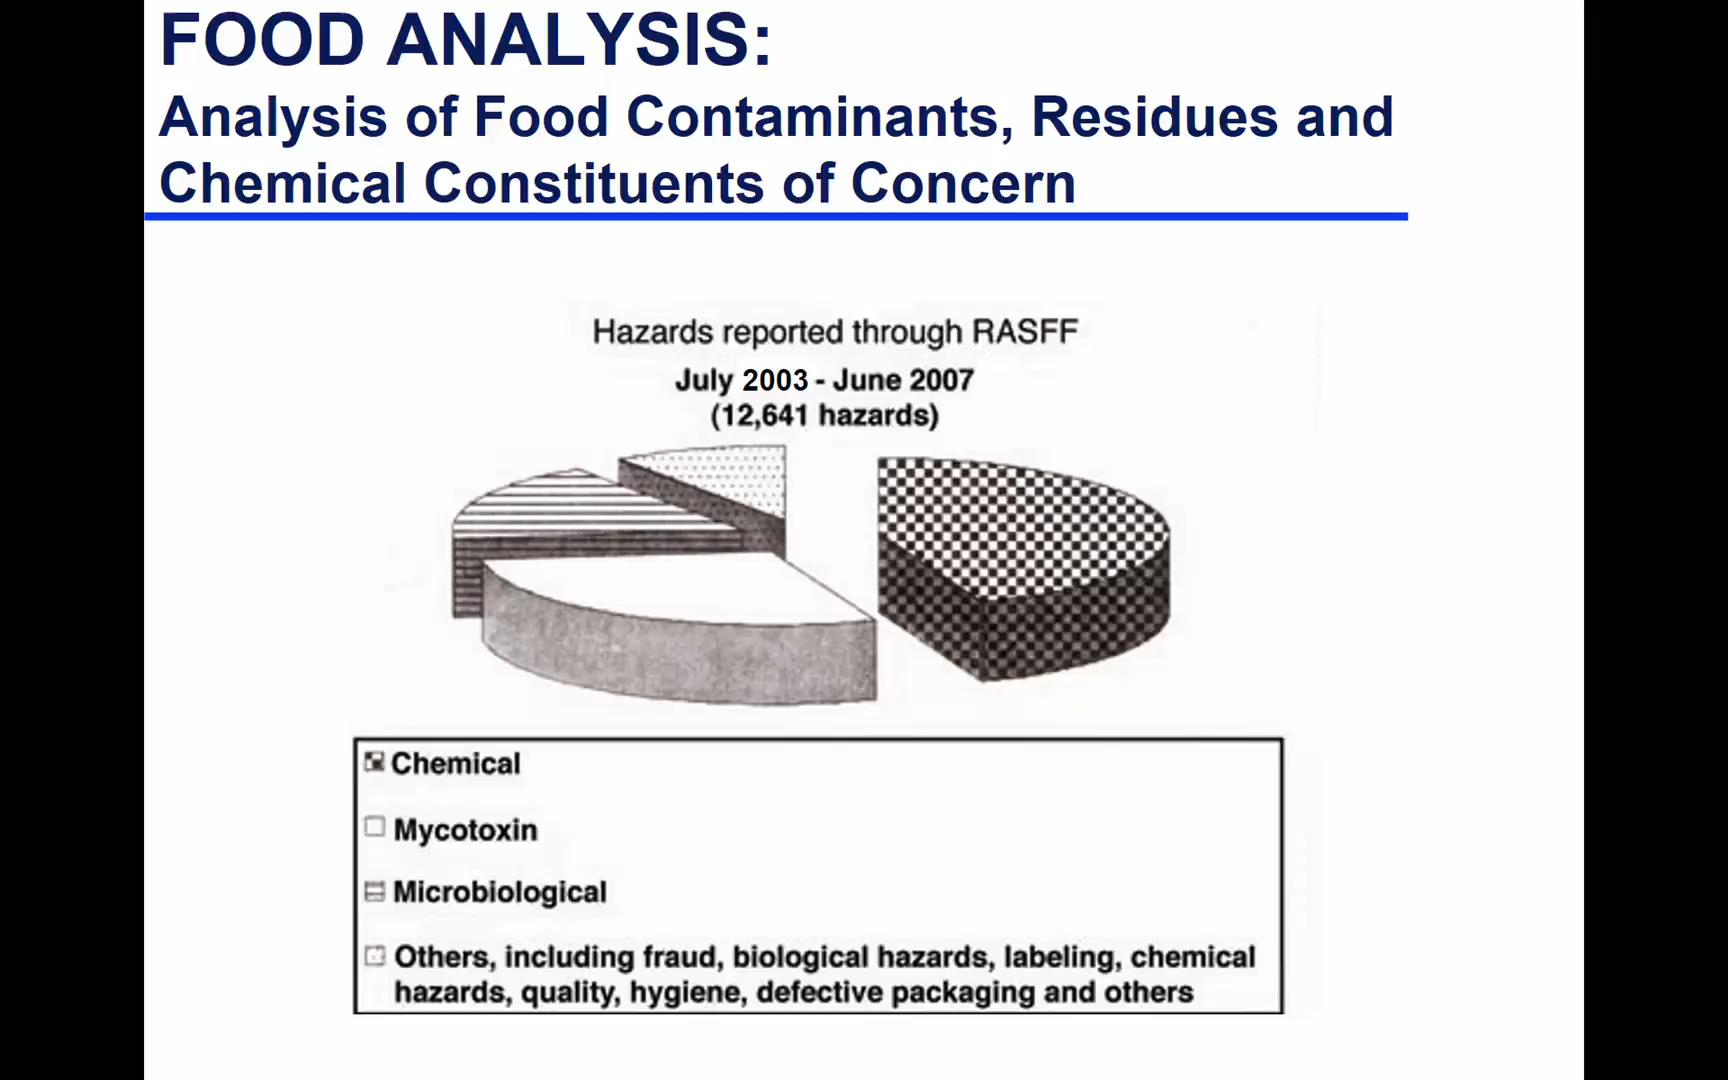 FOOD ANALYSIS:
Analysis of Food Contaminants, Residues and
Chemical Constituents of Concern
Hazards reported through RASFF
July 2003 - June 2007
(12,641 hazards)
Chemical
Mycotoxin
Microbiological
Others, including fraud, biological hazards, labeling, chemical
hazards, quality, hygiene, defective packaging and others